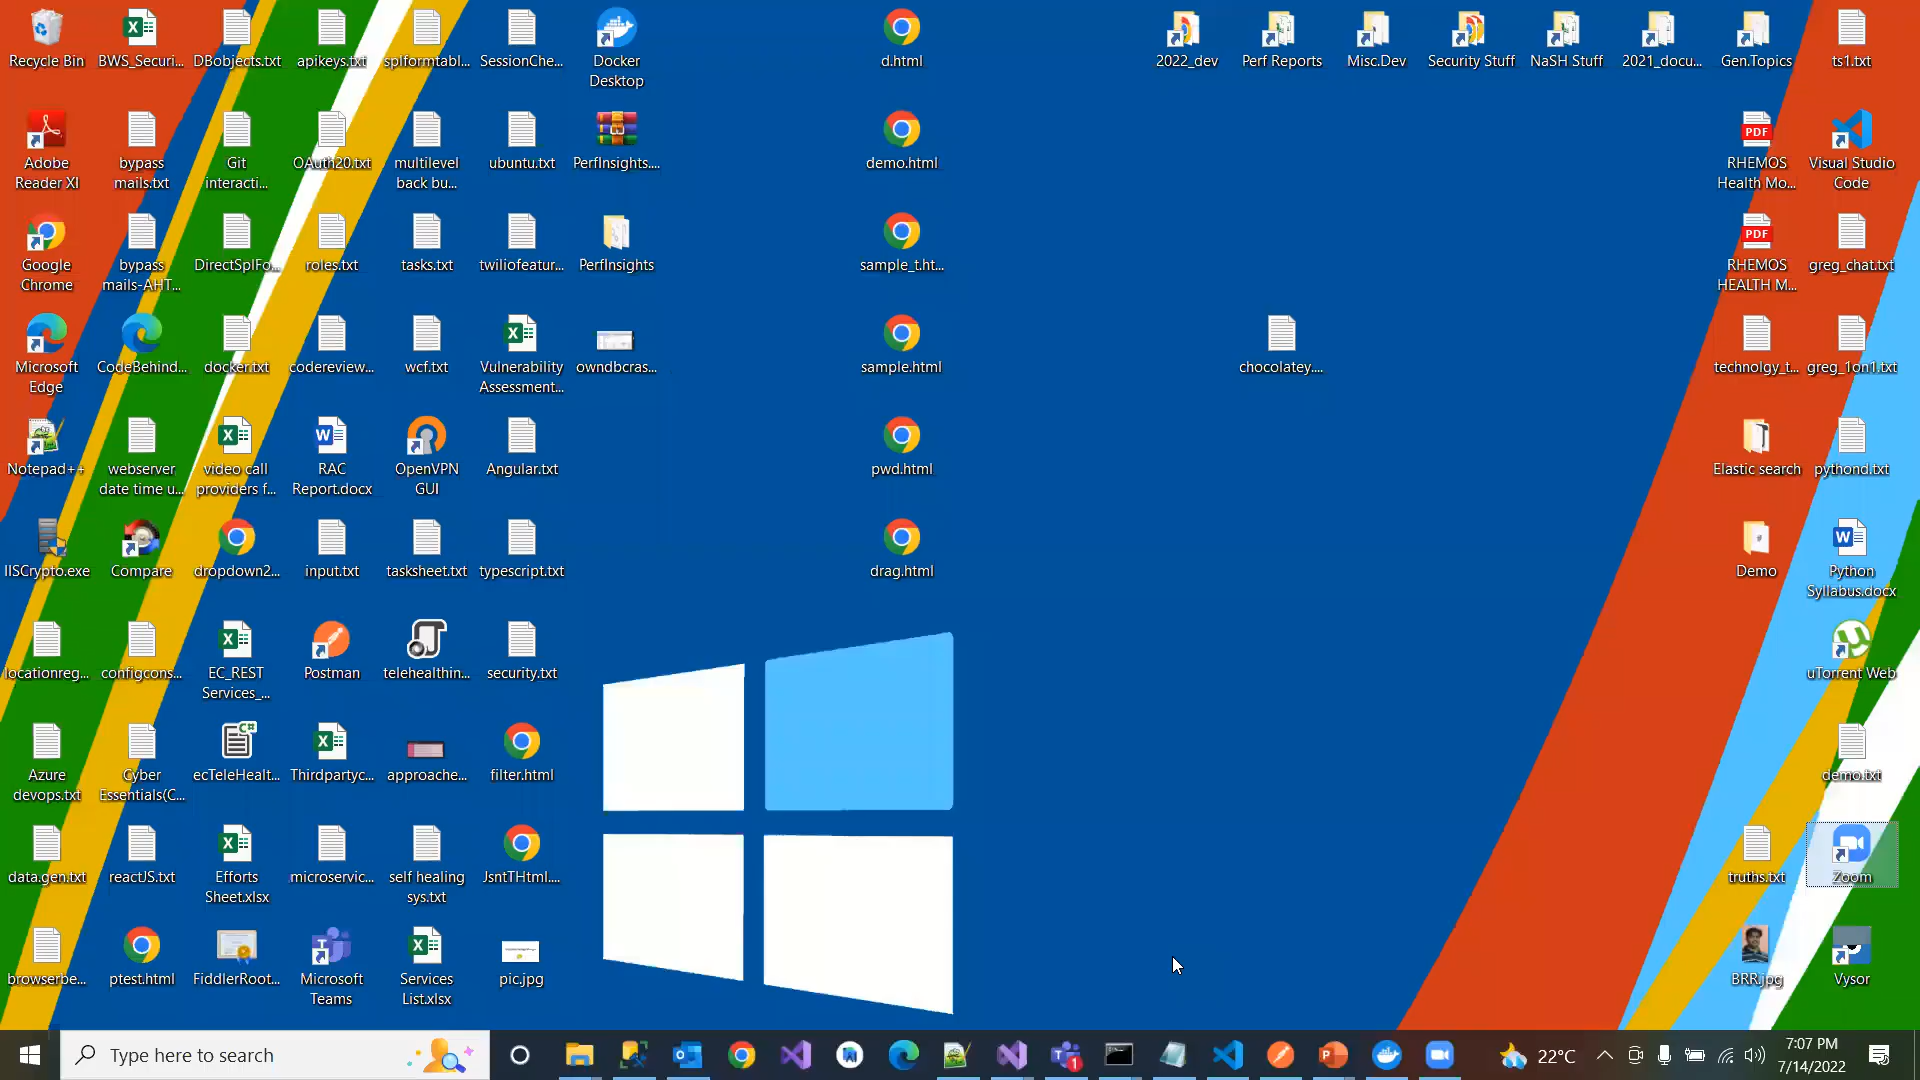 Recycle Bin
BWS_Securi...
DBobjects.txt
apikeys.txt
splformtabl...
SessionChe...
Docker
Desktop
d.html
2022_dev
Perf Reports
Misc.Dev
Security Stuff
NaSH Stuff
2021_docu...
Gen.Topics
ts1.txt
Adobe
Reader XI
bypass
mails.txt
Git
interacti...
OAuth20.txt
multilevel
back bu...
ubuntu.txt
PerfInsights....
demo.html
PDF
RHEMOS
Health Mo...
Visual Studio
Code
Google
Chrome
bypass
mails-AHT...
DirectSplFo...
roles.txt
tasks.txt
twiliofeatur...
PerfInsights
sample_t.ht...
PDF
RHEMOS
HEALTH M...
greg_chat.txt
Microsoft
Edge
CodeBehind...
docker.txt
codereview...
wcf.txt
Vulnerability
Assessment...
owndbcras...
sample.html
chocolatey....
technolgy_t...
greg_1on1.txt
Notepad++
webserver
date time u...
video call
providers f...
RAC
Report.docx
OpenVPN
GUI
Angular.txt
pwd.html
Elastic search
pythond.txt
IISCrypto.exe
Compare
dropdown2...
input.txt
tasksheet.txt
typescript.txt
drag.html
Demo
Python
Syllabus.docx
locationreg...
configcons...
EC_REST
Services_...
Postman
telehealthin...
security.txt
uTorrent Web
Azure
devops.txt
Cyber
Essentials(C...
ecTeleHealt...
Thirdpartyc...
approache...
filter.html
demo.txt
data.gen.txt
reactJS.txt
Efforts
Sheet.xlsx
microservic...
self healing
sys.txt
JsntTHtml....
truths.txt
Zoom
browserbe...
ptest.html
FiddlerRoot...
Microsoft
Teams
Services
List.xlsx
pic.jpg
BRR.jpg
Vysor
Type here to search
22°C
7:07 PM
7/14/2022